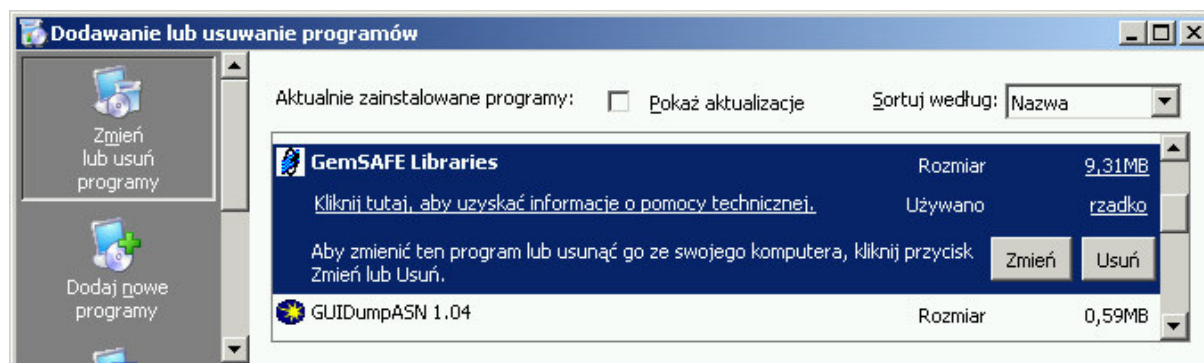 Dodawanie lub usuwanie programów
Zmień
lub usuń
programy
Dodaj nowe
programy
Aktualnie zainstalowane programy:
Pokaż aktualizacje
Sortuj według: Nazwa
GemSAFE Libraries Rozmiar 9,31MB
Kliknij tutaj, aby uzyskać informacje o pomocy technicznej. Używano rzadko
Aby zmienić ten program lub usunąć go ze swojego komputera, kliknij przycisk
Zmień lub Usuń.
Zmień Usuń
GUIDumpASN 1.04 Rozmiar 0,59MB